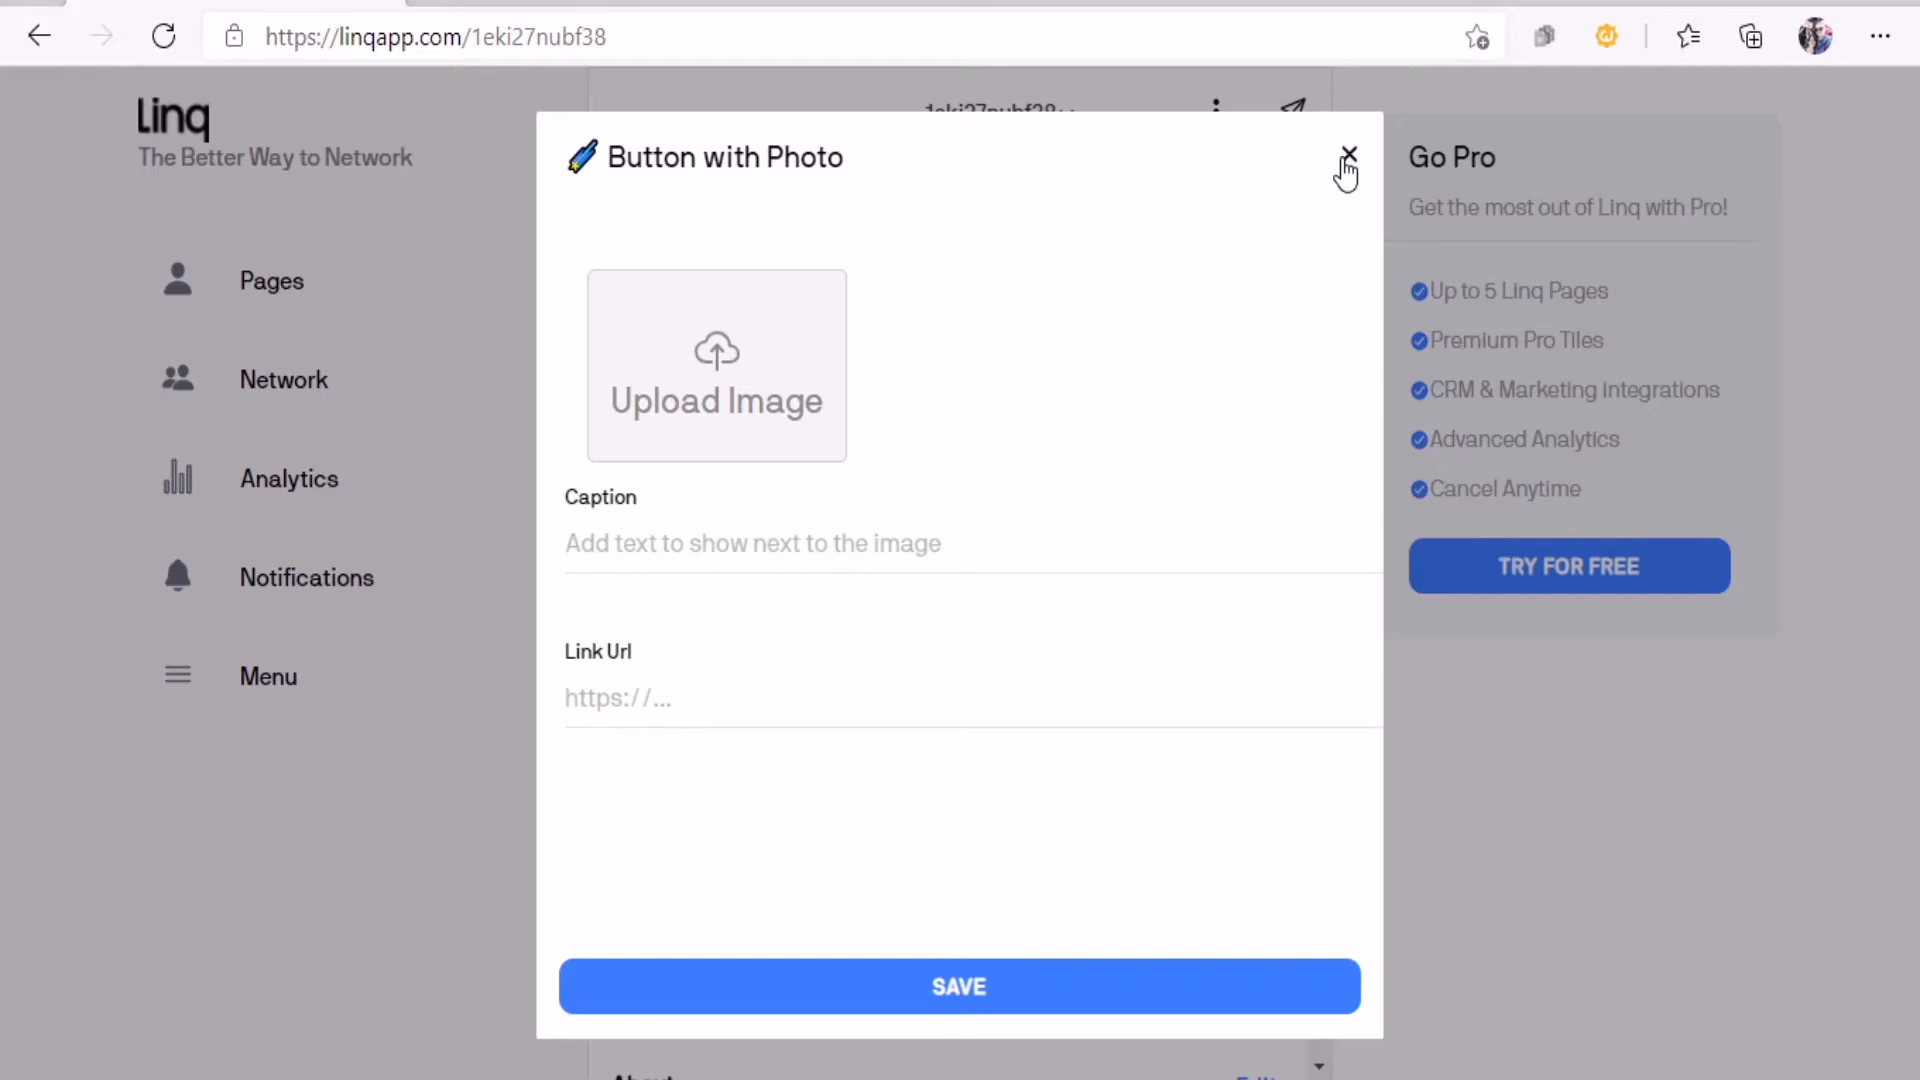 https://linqapp.com/1eki27nubf38
linq
The Better Way to Network
Pages
Network
Analytics
Notifications
Menu
1eki27nubf38
Button with Photo
Upload Image
Caption
Add text to show next to the image
Link Url
https://...
SAVE
About
Edit
Go Pro
Get the most out of Linq with Pro!
Up to 5 Linq Pages
Premium Pro Tiles
CRM & Marketing Integrations
Advanced Analytics
Cancel Anytime
TRY FOR FREE